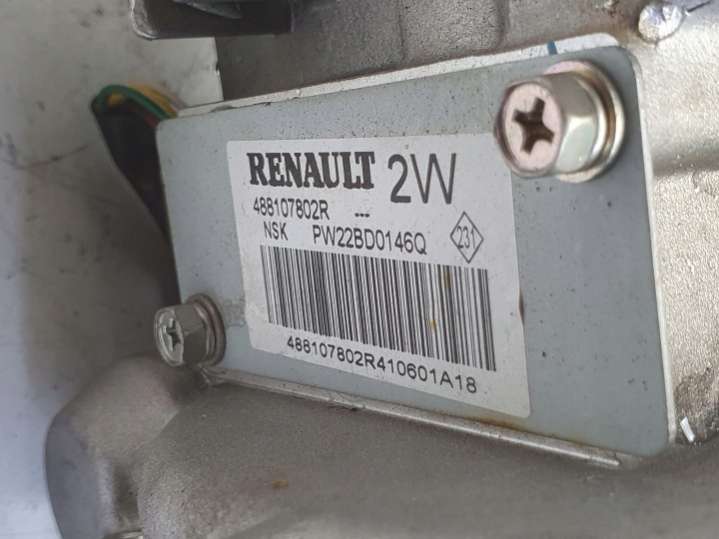 RENAULT 2W
488107802R ---
NSK PW22BD0146Q 231
488107802R410601A18